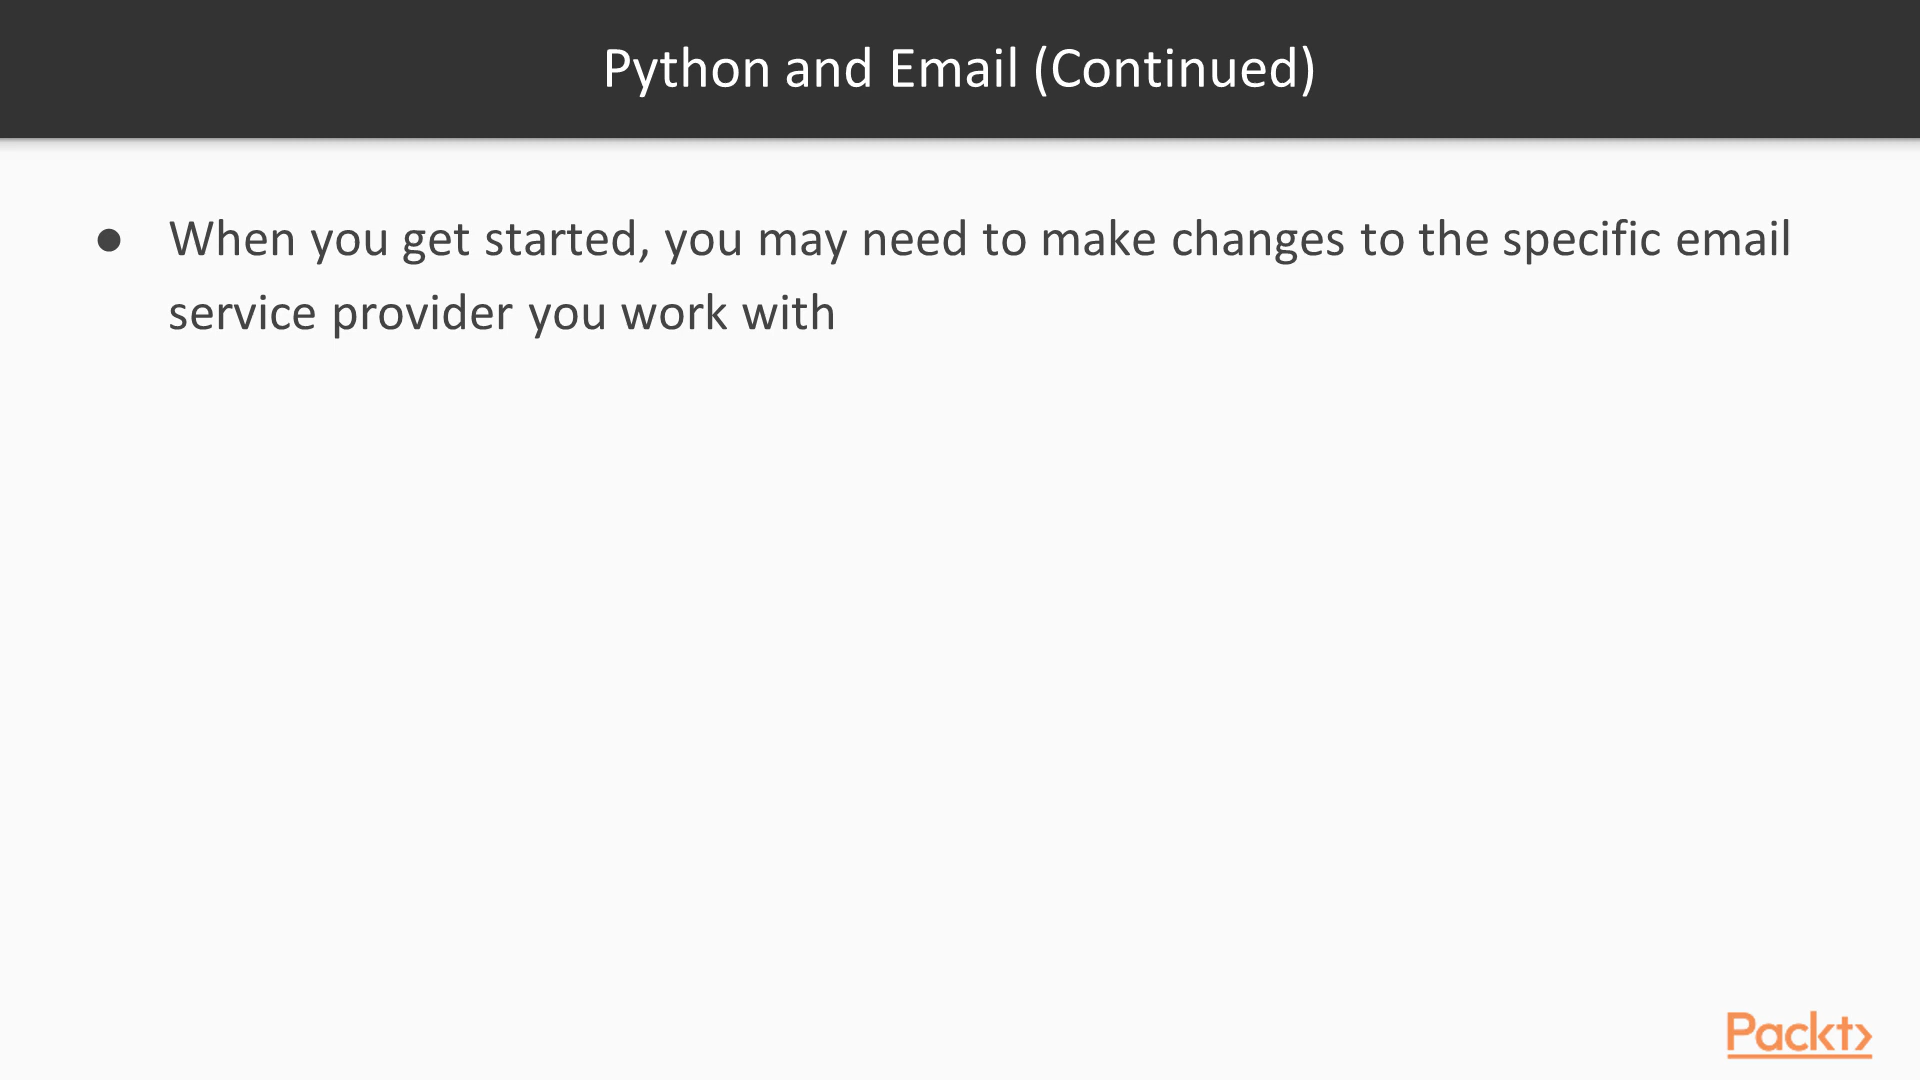 Python and Email (Continued)
● When you get started, you may need to make changes to the specific email
service provider you work with
Packt>